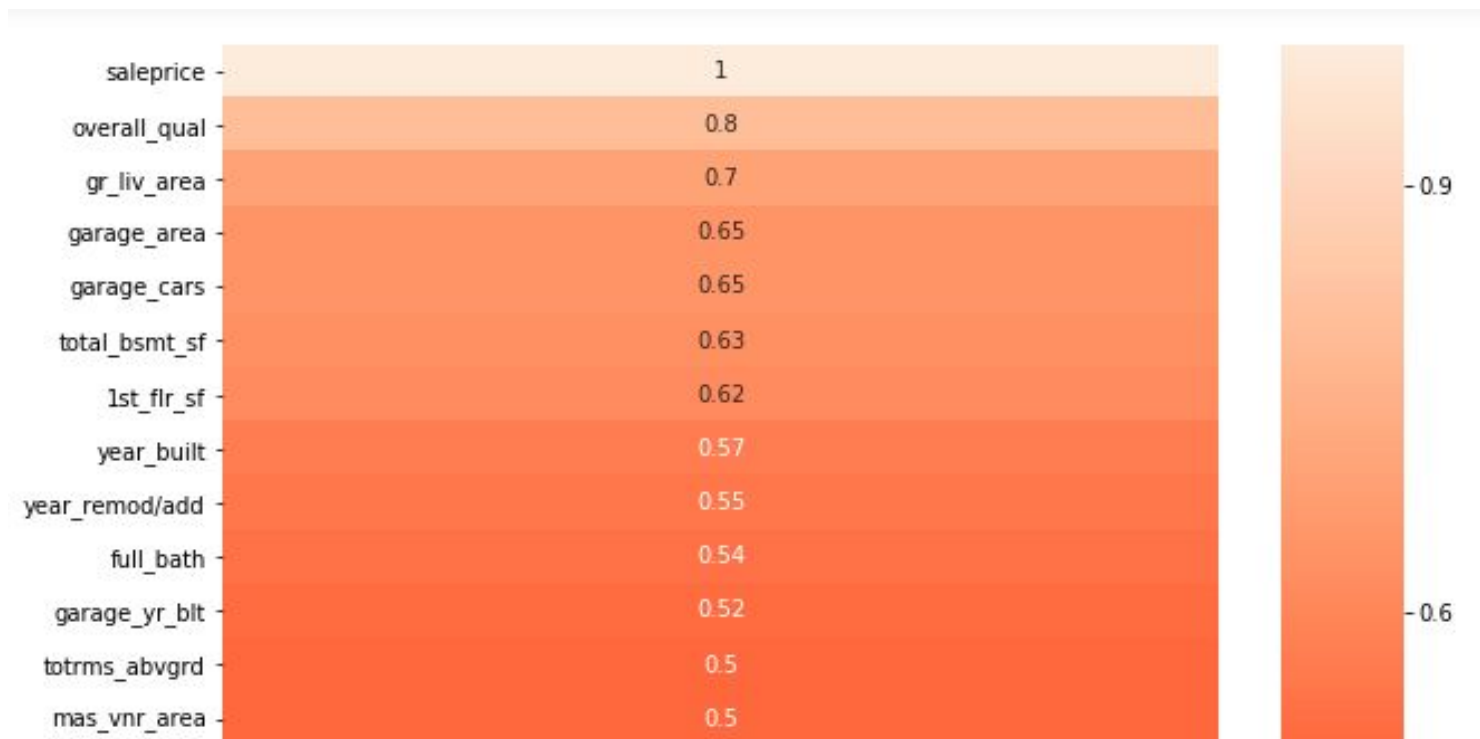 saleprice 1
overall_qual 0.8
gr_liv_area 0.7
0.9
garage_area 0.65
garage_cars 0.65
total_bsmt_sf 0.63
1st_flr_sf 0.62
year_built 0.57
year_remod/add 0.55
full_bath 0.54
garage_yr_blt 0.52
0.6
totrms_abvgrd 0.5
mas_vnr_area 0.5